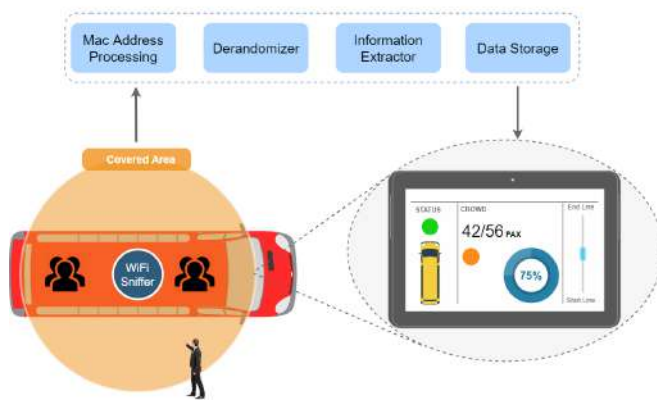 Mac Address
Processing
Derandomizer
Information
Extractor
Data Storage
Covered Area
WiFi
Sniffer
STATUS
CROWD
42/56 PAX
75%
End Line
Start Line